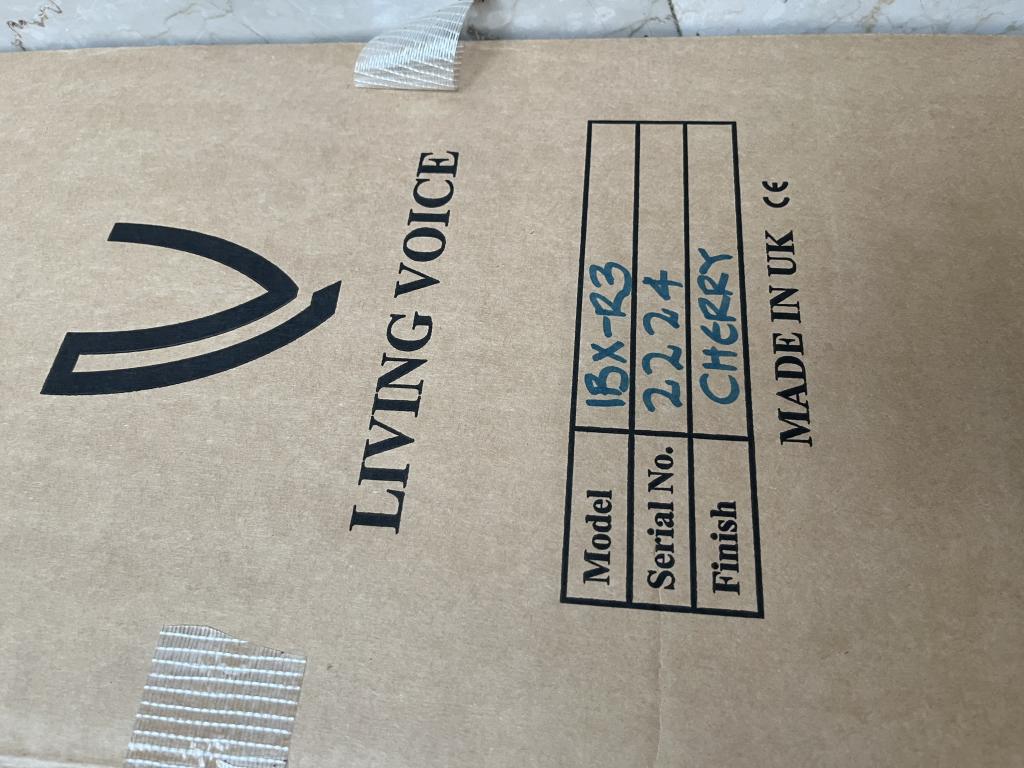 LIVING VOICE
Model IBX-R3
Serial No. 2224
Finish CHERRY
MADE IN UK CE